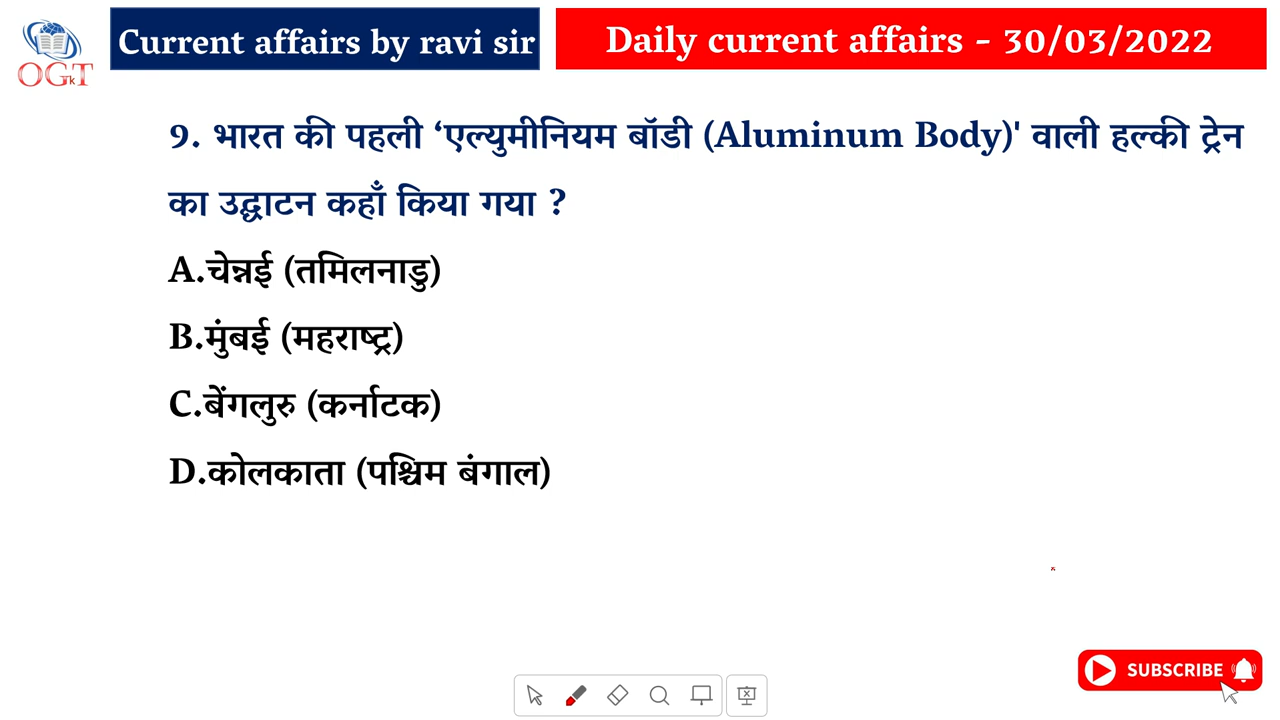 Current affairs by ravi sir
Daily current affairs - 30/03/2022
OGT
rk
9. भारत की पहली ‘एल्युमीनियम बॉडी (Aluminum Body)' वाली हल्की ट्रेन
का उद्घाटन कहाँ किया गया ?
A.चेन्नई (तमिलनाडु)
B.मुंबई (महराष्ट्र)
C.बेंगलुरु (कर्नाटक)
D.कोलकाता (पश्चिम बंगाल)
SUBSCRIBE